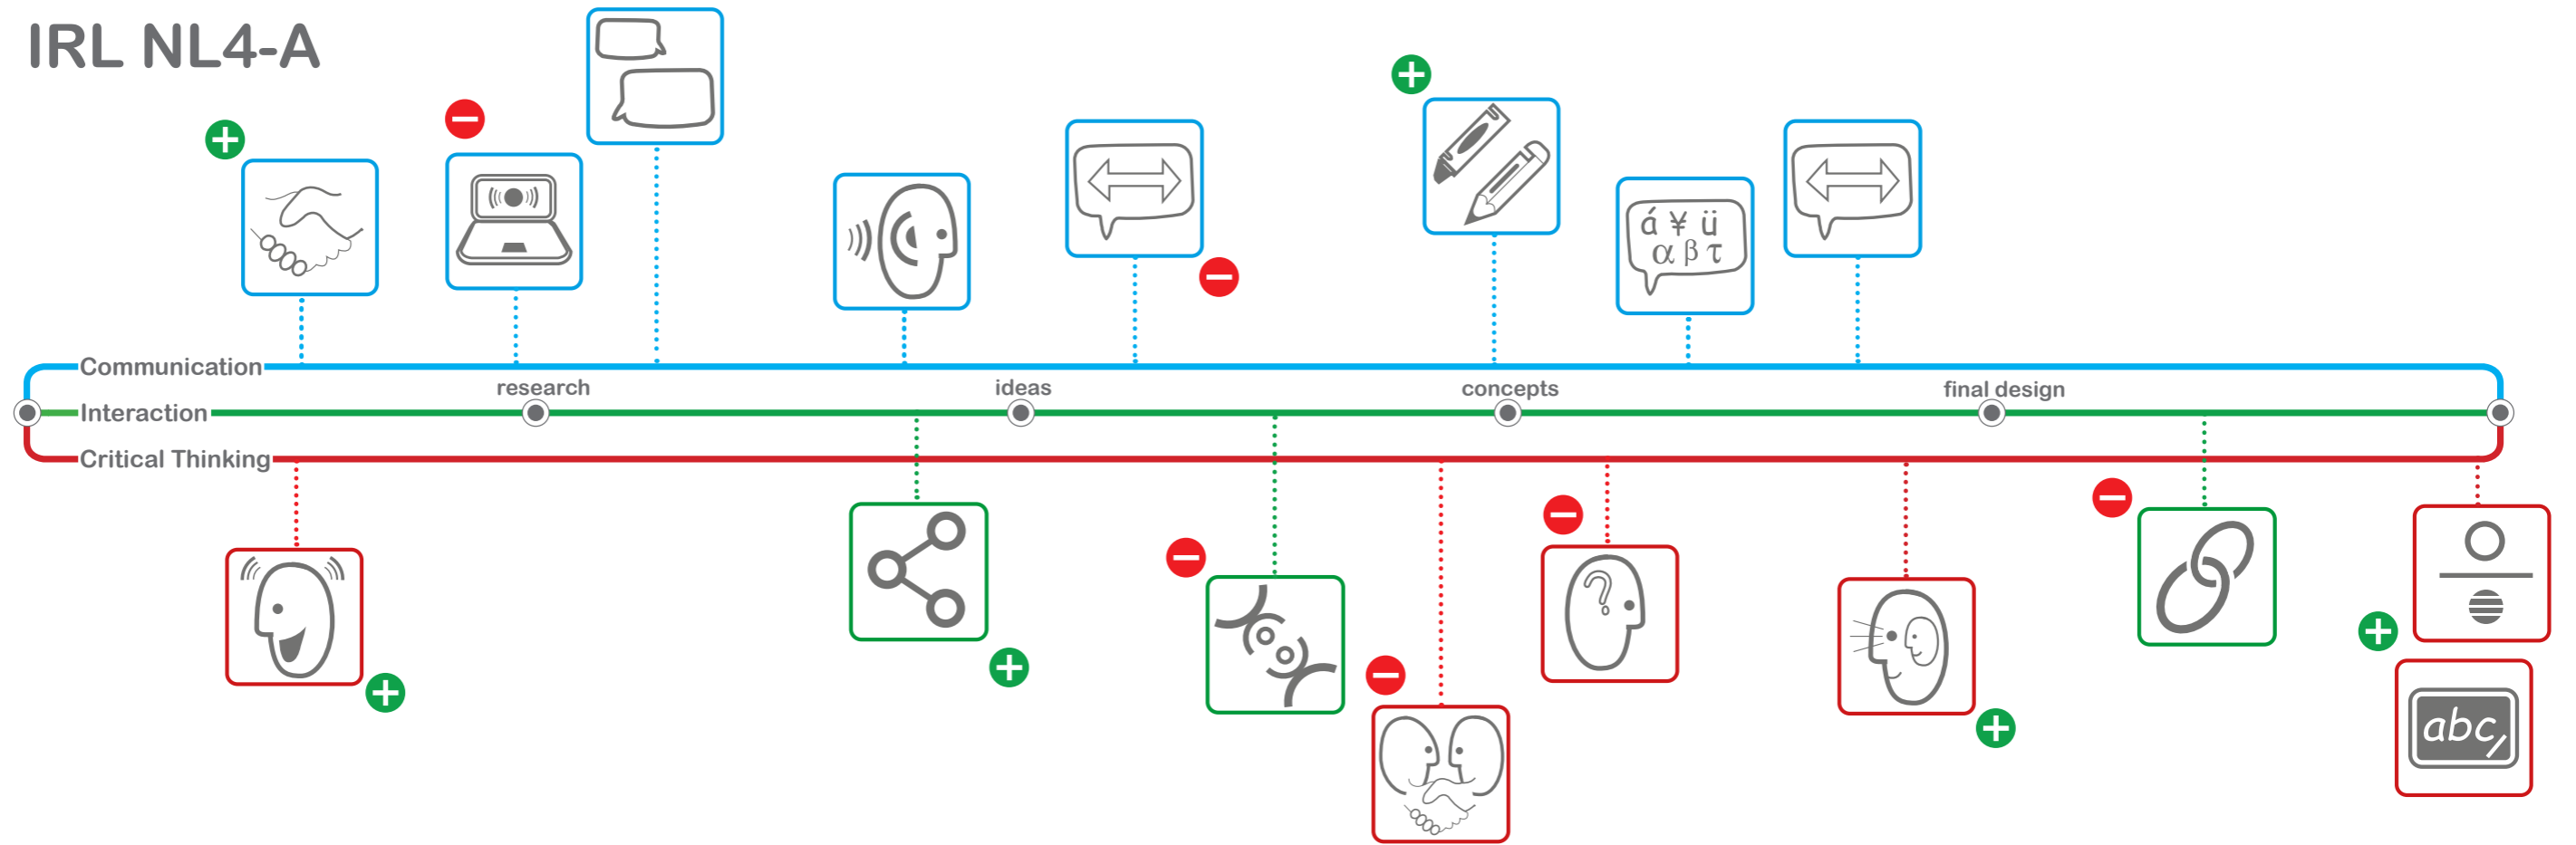 IRL NL4-A
Communication
research
ideas
concepts
final design
Interaction
Critical Thinking
á ¥ ü
α β τ
abc